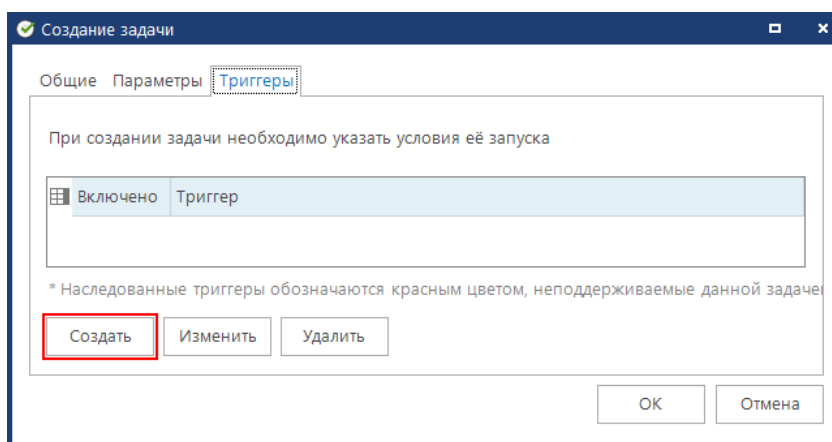 Создание задачи
Общие Параметры Триггеры
При создании задачи необходимо указать условия её запуска
Включено Триггер
* Наследованные триггеры обозначаются красным цветом, неподдерживаемые данной
Создать Изменить Удалить
OK Отмена